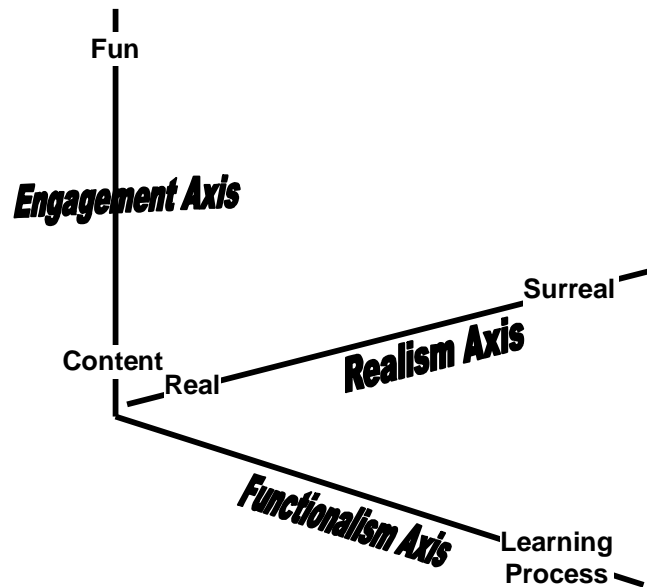 Fun
Engagement Axis
Surreal
Realism Axis
Content
Real
Functionalism Axis
Learning
Process